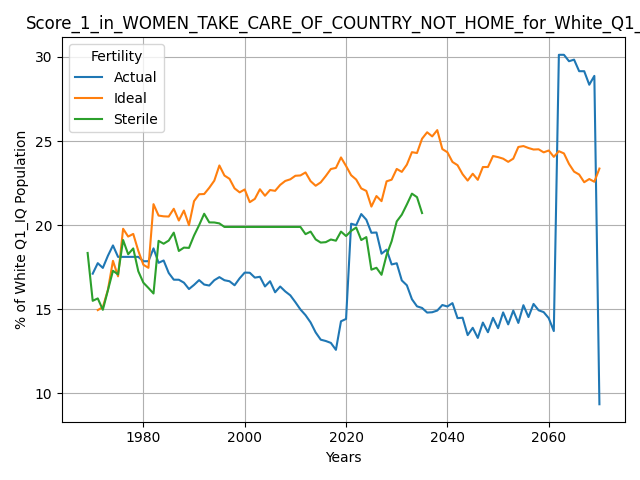 Score_1_in_WOMEN_TAKE_CARE_OF_COUNTRY_NOT_HOME_for_White_Q1_
Fertility
Actual
Ideal
Sterile
% of White Q1_IQ Population
30
25
20
15
10
1980
2000
2020
2040
2060
Years